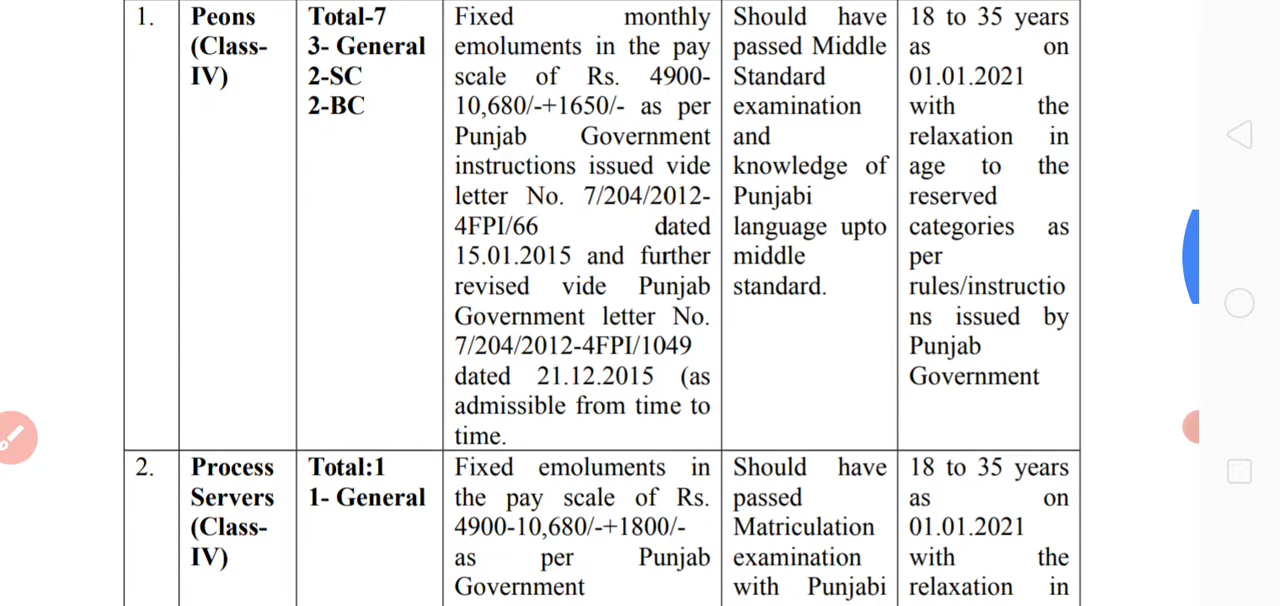 1.
Peons
(Class-
IV)
Total-7
3- General
2-SC
2-BC
Fixed monthly
emoluments in the pay
scale of Rs. 4900-
10,680/-+1650/- as per
Punjab Government
instructions issued vide
letter No. 7/204/2012-
4FPI/66 dated
15.01.2015 and further
revised vide Punjab
Government letter No.
7/204/2012-4FPI/1049
dated 21.12.2015 (as
admissible from time to
time.
Should have
passed Middle
Standard
examination
and
knowledge of
Punjabi
language upto
middle
standard.
18 to 35 years
as on
01.01.2021
with the
relaxation in
age to the
reserved
categories as
per
rules/instructio
ns issued by
Punjab
Government
2.
Process
Servers
(Class-
IV)
Total:1
1- General
Fixed emoluments in
the pay scale of Rs.
4900-10,680/-+1800/-
as per Punjab
Government
Should have
passed
Matriculation
examination
with Punjabi
18 to 35 years
as on
01.01.2021
with the
relaxation in